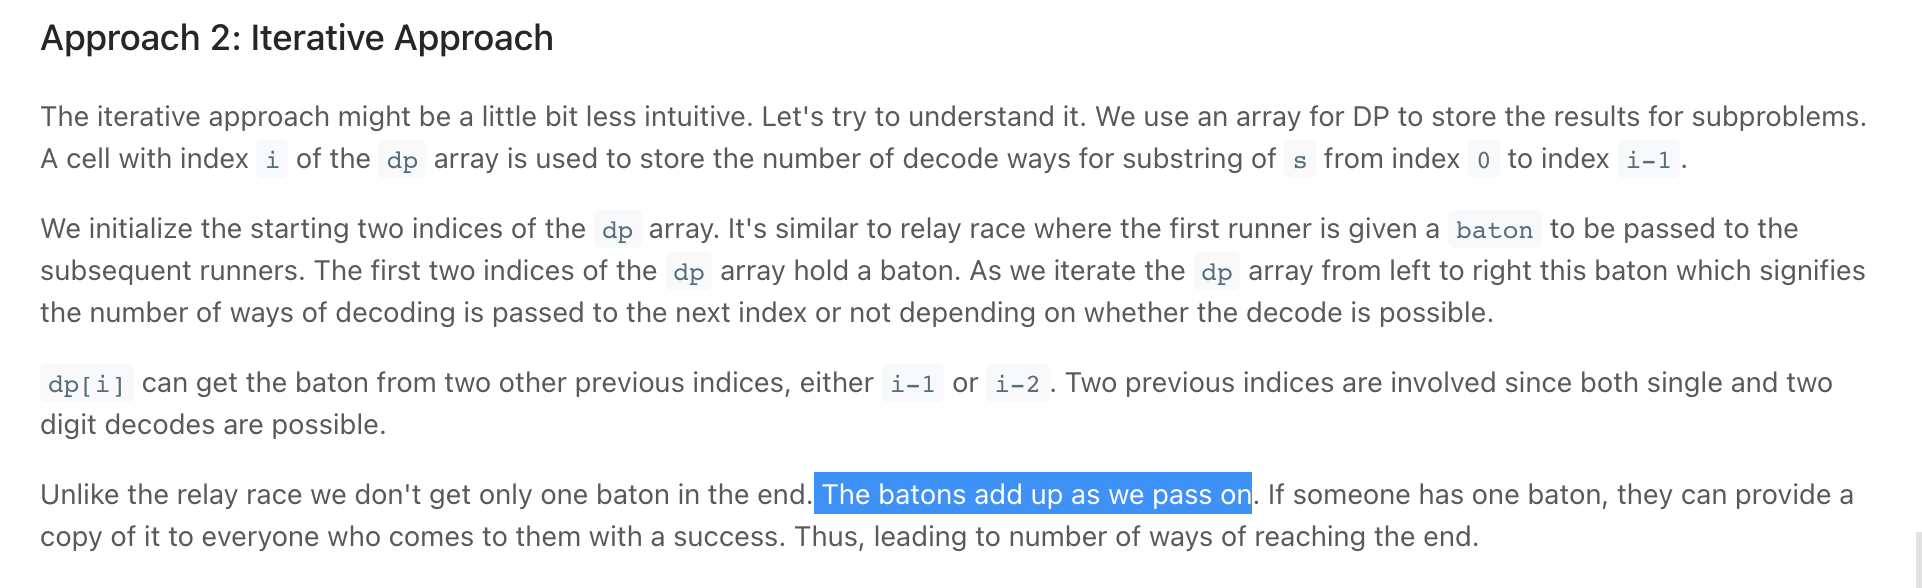 Approach 2: Iterative Approach
The iterative approach might be a little bit less intuitive. Let's try to understand it. We use an array for DP to store the results for subproblems.
A cell with index i of the dp array is used to store the number of decode ways for substring of s from index 0 to index i-1.
We initialize the starting two indices of the dp array. It's similar to relay race where the first runner is given a baton to be passed to the
subsequent runners. The first two indices of the dp array hold a baton. As we iterate the dp array from left to right this baton which signifies
the number of ways of decoding is passed to the next index or not depending on whether the decode is possible.
dp[i] can get the baton from two other previous indices, either i-1 or i-2. Two previous indices are involved since both single and two
digit decodes are possible.
Unlike the relay race we don't get only one baton in the end. The batons add up as we pass on. If someone has one baton, they can provide a
copy of it to everyone who comes to them with a success. Thus, leading to number of ways of reaching the end.